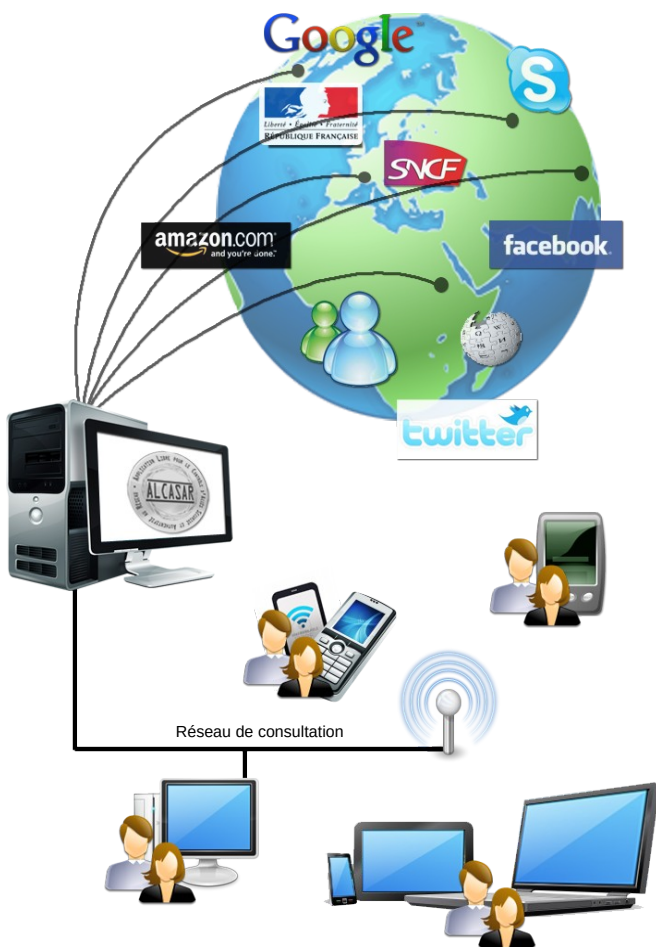 Google
Liberté • Égalité • Fraternité
RÉPUBLIQUE FRANÇAISE
S
SNCF
amazon.com
and you're done.
facebook
twitter
ALCASAR
Réseau de consultation